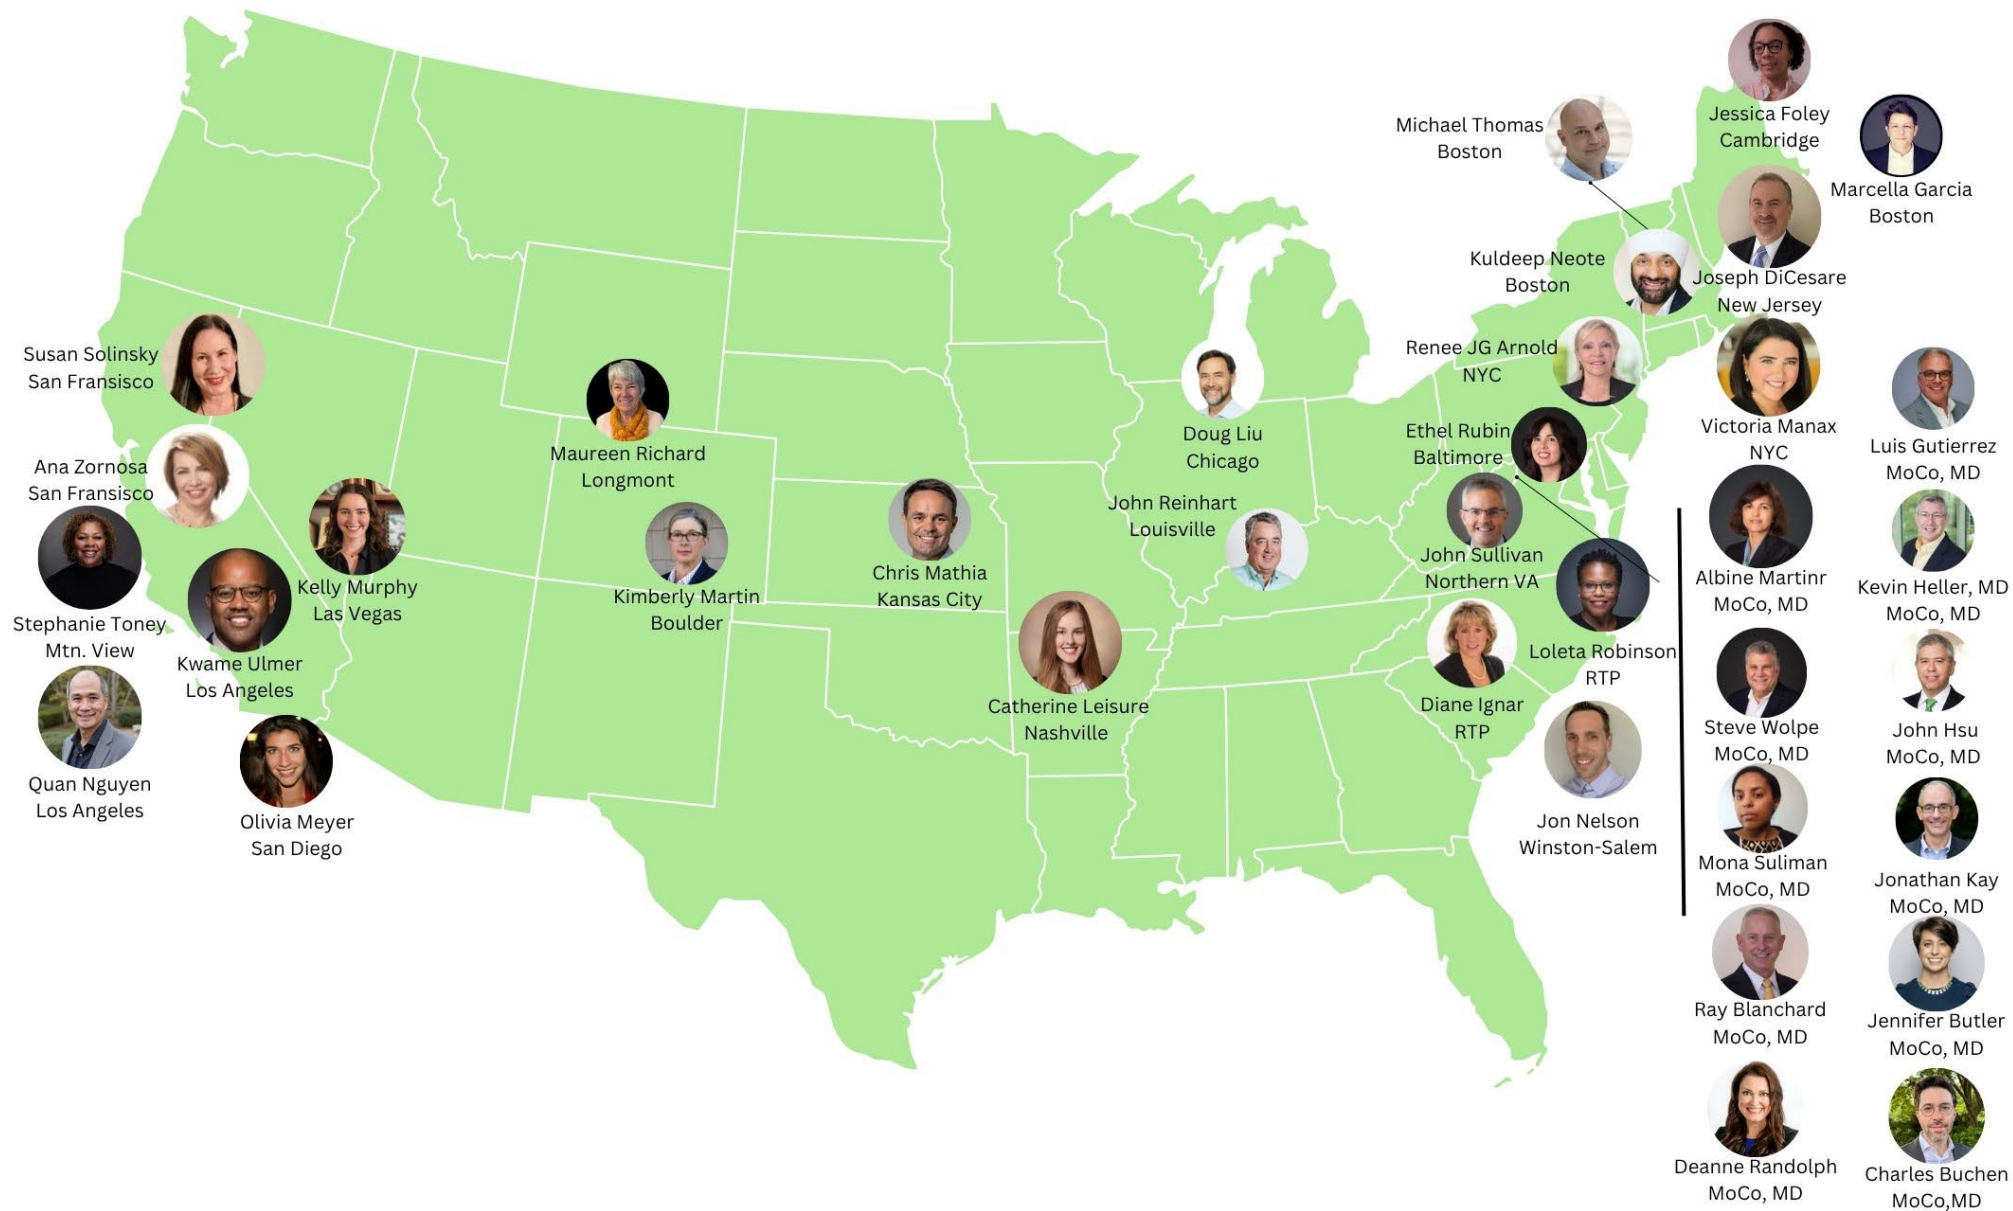 Jessica Foley
Cambridge
Michael Thomas
Boston
Marcella Garcia
Boston
Kuldeep Neote
Boston
Joseph DiCesare
New Jersey
Susan Solinsky
San Fransisco
Renee JG Arnold
NYC
Victoria Manax
NYC
Luis Gutierrez
MoCo, MD
Maureen Richard
Longmont
Doug Liu
Chicago
Ethel Rubin
Baltimore
Ana Zornosa
San Fransisco
John Reinhart
Louisville
John Sullivan
Northern VA
Albine Martinr
MoCo, MD
Kevin Heller, MD
MoCo, MD
Kelly Murphy
Las Vegas
Kimberly Martin
Boulder
Chris Mathia
Kansas City
Stephanie Toney
Mtn. View
Kwame Ulmer
Los Angeles
Loleta Robinson
RTP
Catherine Leisure
Nashville
Diane Ignar
RTP
Steve Wolpe
MoCo, MD
John Hsu
MoCo, MD
Quan Nguyen
Los Angeles
Olivia Meyer
San Diego
Jon Nelson
Winston-Salem
Mona Suliman
MoCo, MD
Jonathan Kay
MoCo, MD
Ray Blanchard
MoCo, MD
Jennifer Butler
MoCo, MD
Deanne Randolph
MoCo, MD
Charles Buchen
MoCo,MD